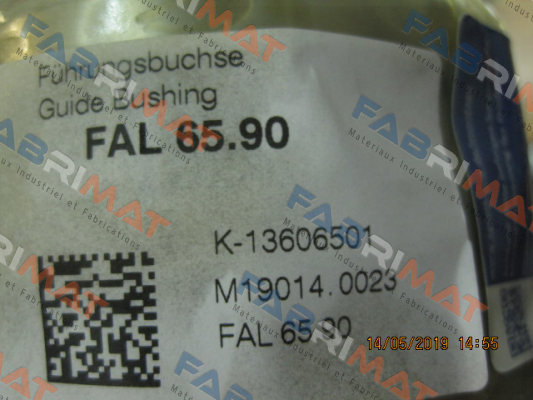 Führungsbuchse
Guide Bushing
FAL 65.90
K-13606501
M19014.0023
FAL 65.90
14/05/2019 14:55
FABRIMAT
Materiaux Industriel et Fabrications